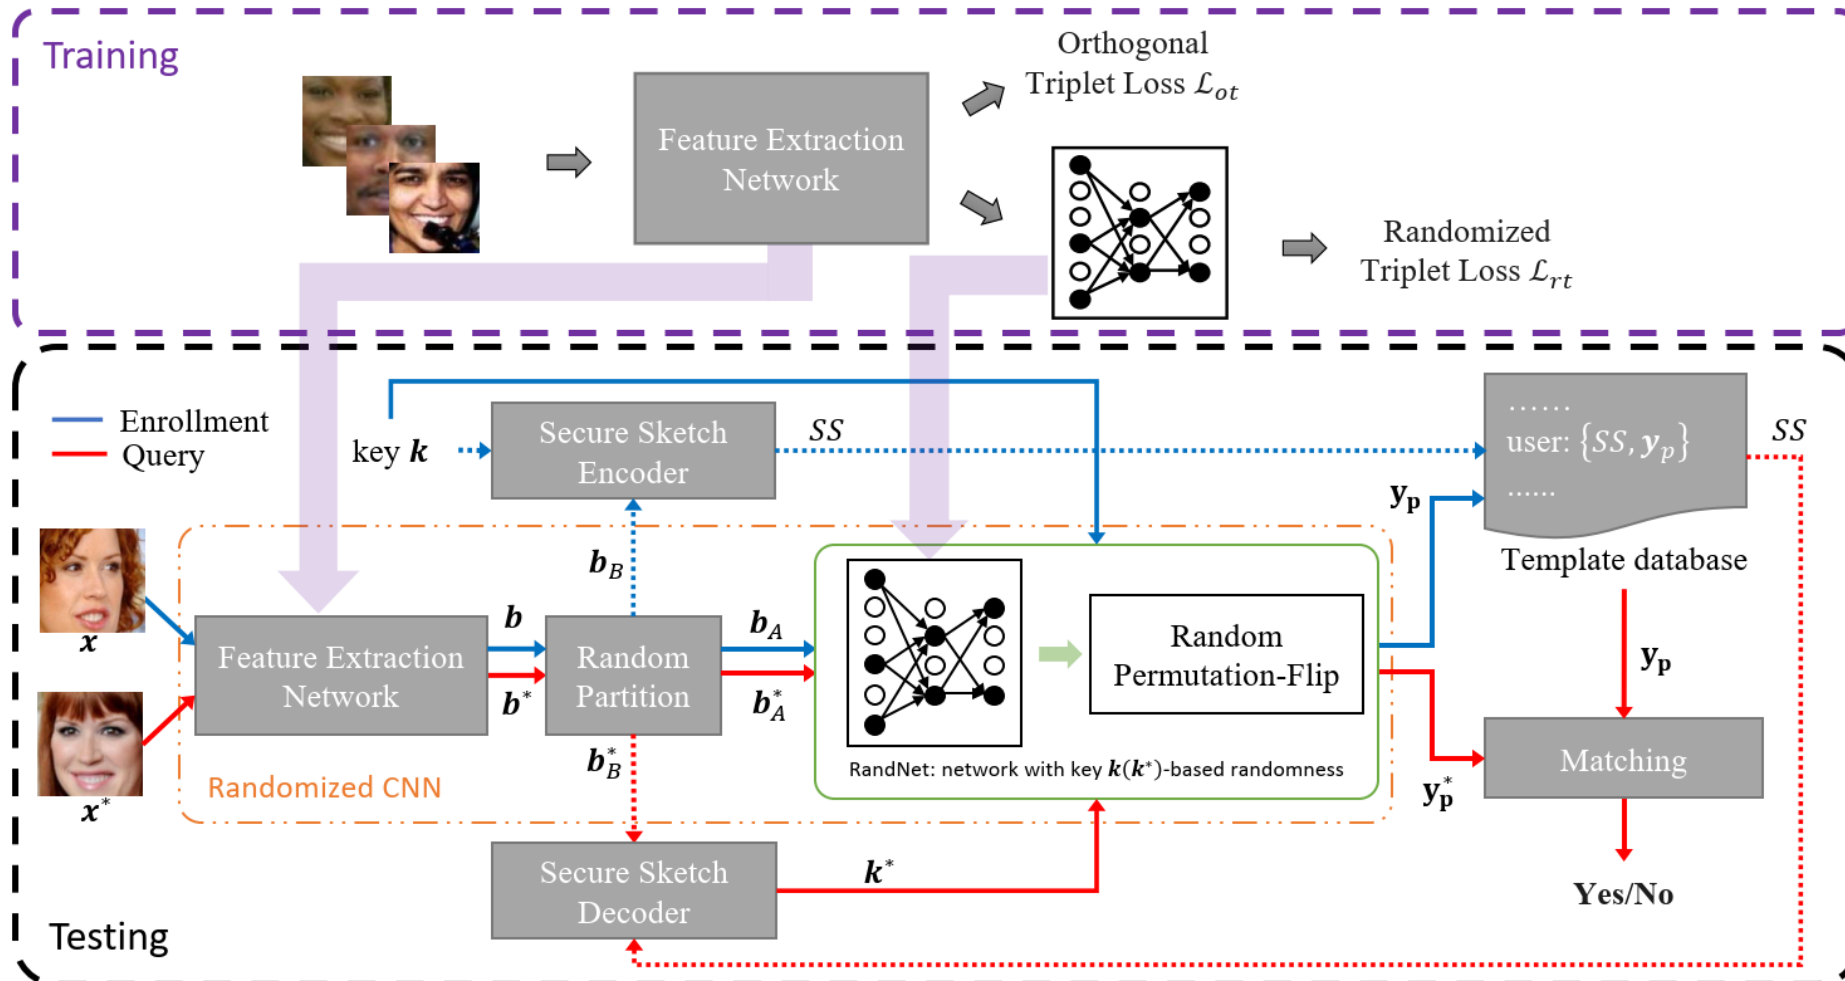 Training
Orthogonal
Triplet Loss ℒot
Feature Extraction
Network
Randomized
Triplet Loss ℒrt
Enrollment
Query
key k
Secure Sketch
Encoder
SS
......
user: {SS, yp}
......
SS
yp
Template database
bB
x
Feature Extraction
Network
b
b*
Random
Partition
bA
b*A
Random
Permutation-Flip
yp
RandNet: network with key k(k*)-based randomness
Matching
y*p
x*
Randomized CNN
b*B
Secure Sketch
Decoder
k*
Yes/No
Testing